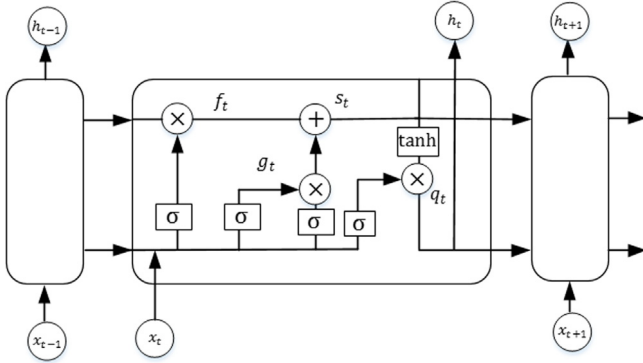 h_{t-1} h_t h_{t+1}
× f_t + s_t
tanh
g_t × × q_t
σ σ σ σ
x_{t-1} x_t x_{t+1}